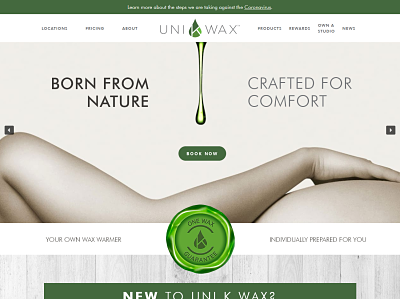 Learn more about the steps we are taking against the Coronavirus.
LOCATIONS PRICING ABOUT UNI K WAX PRODUCTS REWARDS OWN A STUDIO NEWS
BORN FROM
NATURE
CRAFTED FOR
COMFORT
BOOK NOW
YOUR OWN WAX WARMER
ONE WAX
K
GUARANTEE
INDIVIDUALLY PREPARED FOR YOU
NEW TO UNI K WAX?